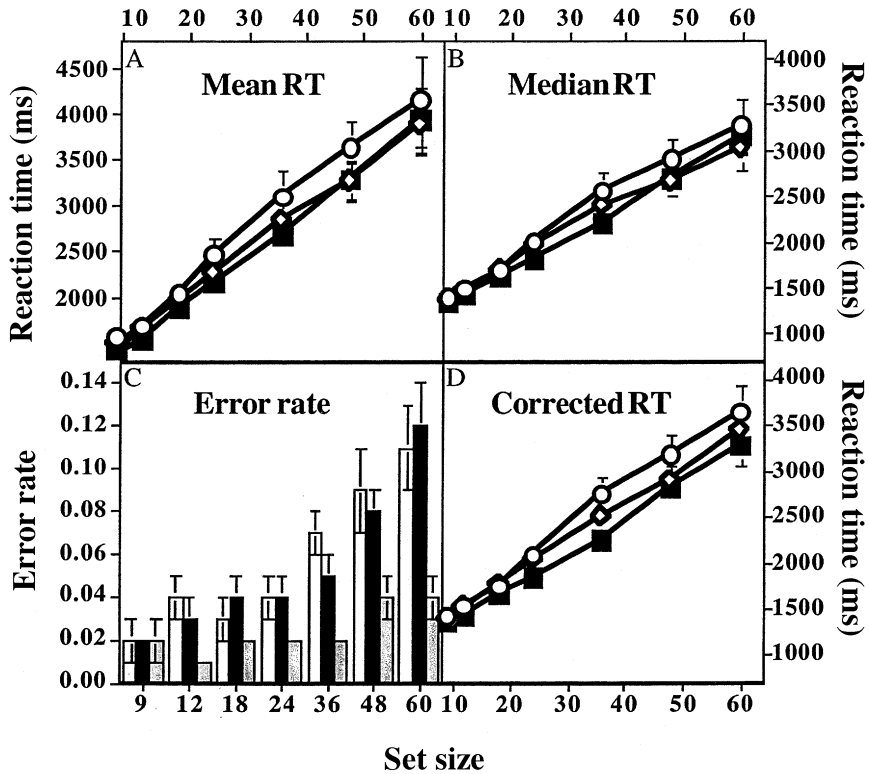 10 20 30 40 50 60 10 20 30 40 50 60
A Mean RT
B Median RT
Reaction time (ms)
4500
4000
3500
3000
2500
2000
4000
3500
3000
2500
2000
1500
1000
Reaction time (ms)
C Error rate
D Corrected RT
Error rate
0.14
0.12
0.10
0.08
0.06
0.04
0.02
0.00
4000
3500
3000
2500
2000
1500
1000
Reaction time (ms)
9 12 18 24 36 48 60 10 20 30 40 50 60
Set size